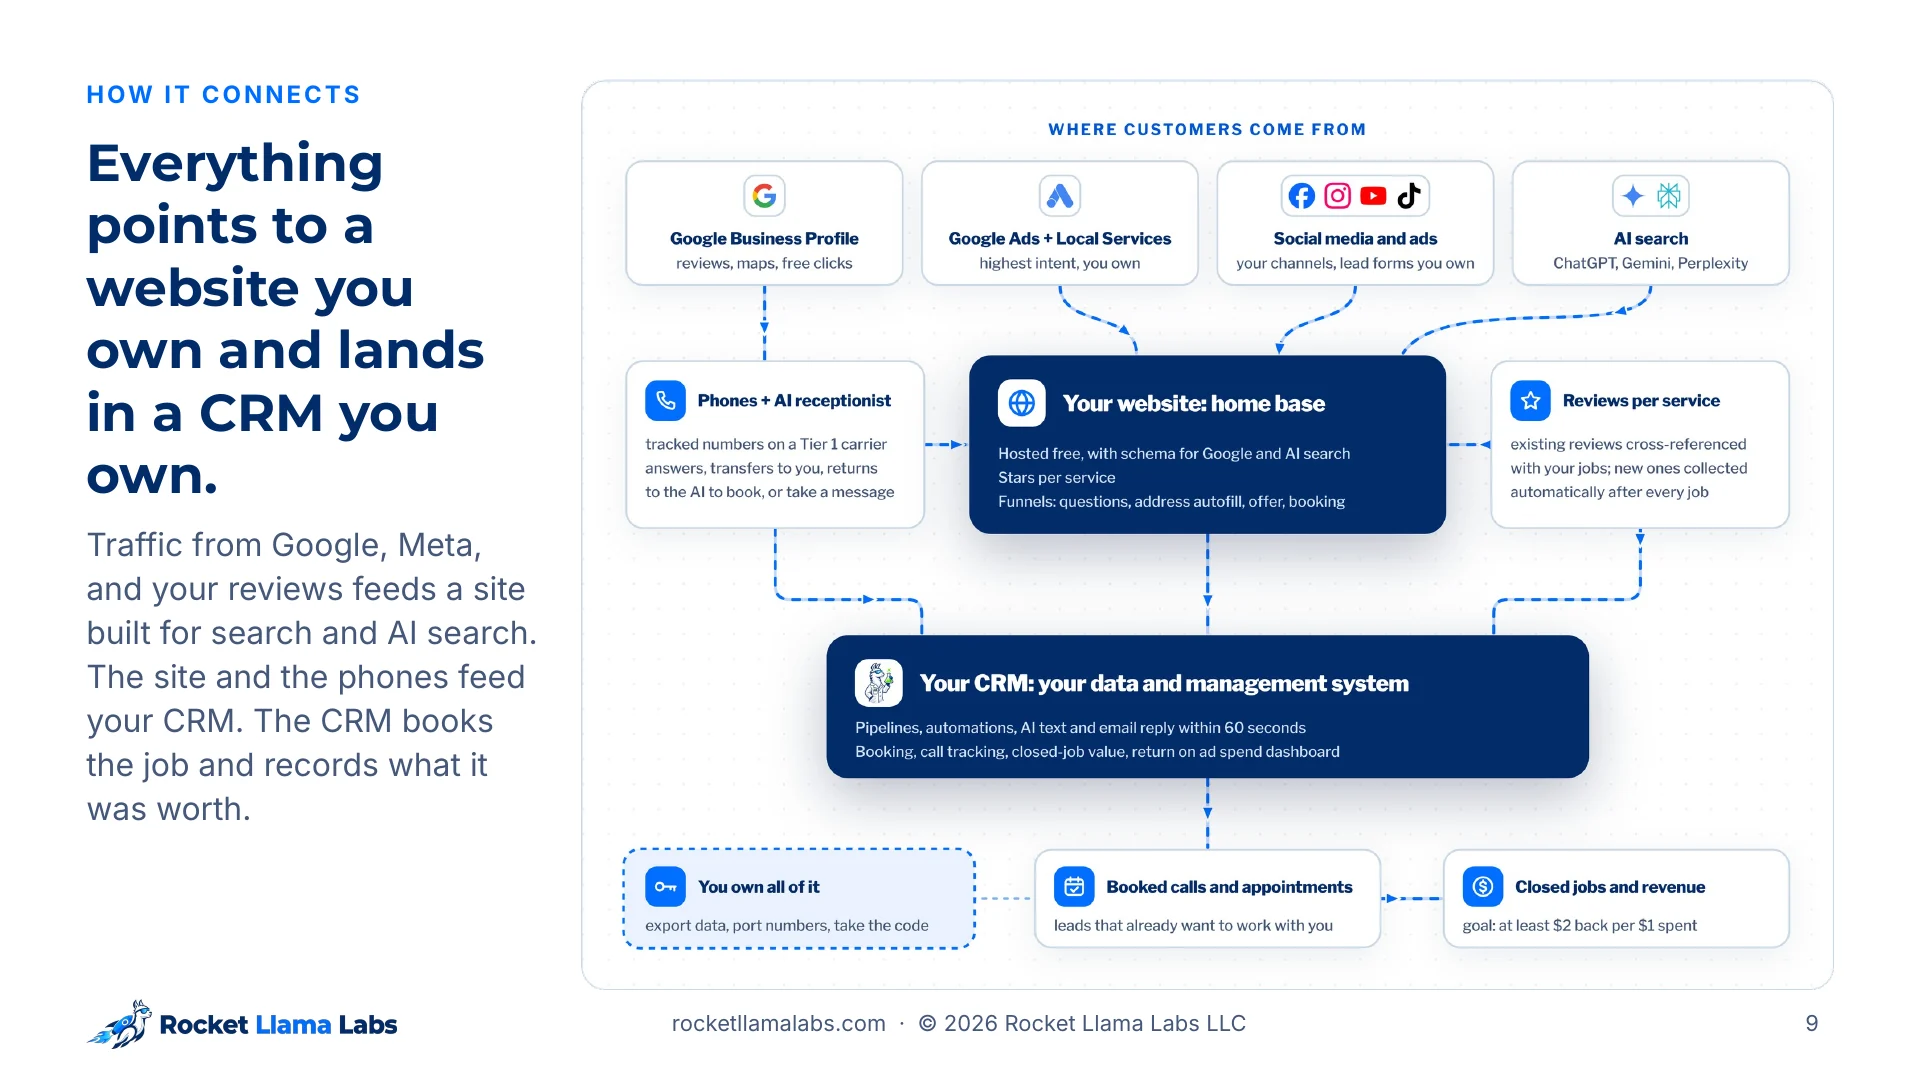 HOW IT CONNECTS
Everything
points to a
website you
own and lands
in a CRM you
own.
Traffic from Google, Meta,
and your reviews feeds a site
built for search and AI search.
The site and the phones feed
your CRM. The CRM books
the job and records what it
was worth.
WHERE CUSTOMERS COME FROM
Google Business Profile
reviews, maps, free clicks
Google Ads + Local Services
highest intent, you own
Social media and ads
your channels, lead forms you own
AI search
ChatGPT, Gemini, Perplexity
Phones + AI receptionist
tracked numbers on a Tier 1 carrier
answers, transfers to you, returns
to the AI to book, or take a message
Your website: home base
Hosted free, with schema for Google and AI search
Stars per service
Funnels: questions, address autofill, offer, booking
Reviews per service
existing reviews cross-referenced
with your jobs; new ones collected
automatically after every job
Your CRM: your data and management system
Pipelines, automations, AI text and email reply within 60 seconds
Booking, call tracking, closed-job value, return on ad spend dashboard
You own all of it
export data, port numbers, take the code
Booked calls and appointments
leads that already want to work with you
Closed jobs and revenue
goal: at least $2 back per $1 spent
Rocket Llama Labs
rocketllamalabs.com · © 2026 Rocket Llama Labs LLC
9